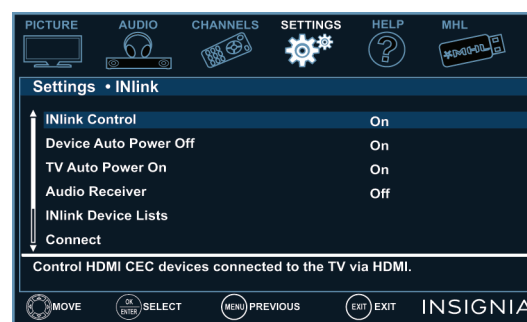 PICTURE AUDIO CHANNELS SETTINGS HELP MHL
Settings • INlink
INlink Control On
Device Auto Power Off On
TV Auto Power On On
Audio Receiver Off
INlink Device Lists
Connect
Control HDMI CEC devices connected to the TV via HDMI.
MOVE OK ENTER SELECT MENU PREVIOUS EXIT EXIT INSIGNIA